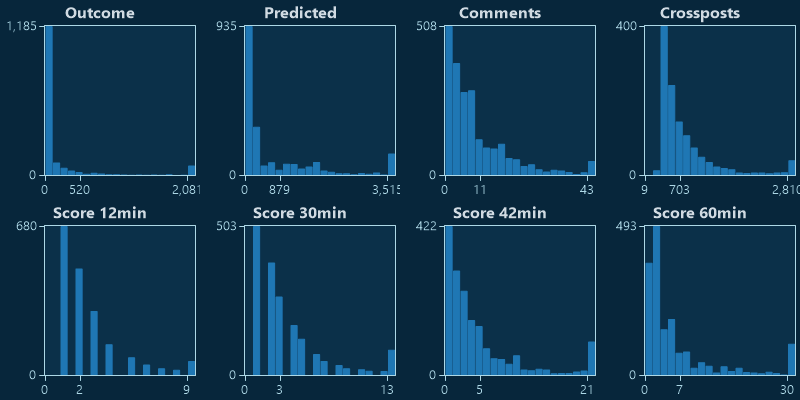 Outcome
1,185
0
0 520 2,081
Predicted
935
0
0 879 3,515
Comments
508
0
0 11 43
Crossposts
400
0
9 703 2,810
Score 12min
680
0
0 2 9
Score 30min
503
0
0 3 13
Score 42min
422
0
0 5 21
Score 60min
493
0
0 7 30